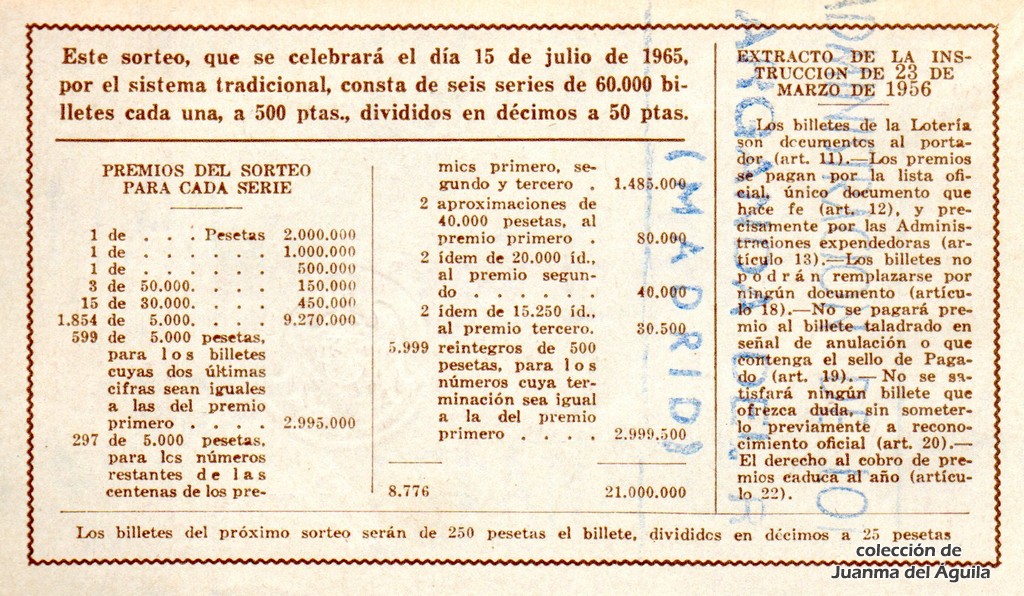 Este sorteo, que se celebrará el día 15 de julio de 1965,
por el sistema tradicional, consta de seis series de 60.000 bi-
lletes cada una, a 500 ptas., divididos en décimos a 50 ptas.
PREMIOS DEL SORTEO
PARA CADA SERIE
1 de . . . Pesetas 2.000.000
1 de . . . . . . . 1.000.000
1 de . . . . . . . 500.000
3 de 50.000. . . . . 150.000
15 de 30.000. . . . . 450.000
1.854 de 5.000. . . . . 9.270.000
599 de 5.000 pesetas,
para los billetes
cuyas dos últimas
cifras sean iguales
a las del premio
primero . . . . 2.995.000
297 de 5.000 pesetas,
para los números
restantes de las
centenas de los pre-
mios primero, se-
gundo y tercero . 1.485.000
2 aproximaciones de
40.000 pesetas, al
premio primero . 80.000
2 ídem de 20.000 íd.,
al premio segun-
do . . . . . . 40.000
2 ídem de 15.250 íd.,
al premio tercero. 30.500
5.999 reintegros de 500
pesetas, para los
números cuya ter-
minación sea igual
a la del premio
primero . . . . 2.999.500
8.776 21.000.000
EXTRACTO DE LA INS-
TRUCCION DE 23 DE
MARZO DE 1956
Los billetes de la Lotería
son documentos al porta-
dor (art. 11).—Los premios
se pagan por la lista ofi-
cial, único documento que
hace fe (art. 12), y pre-
cisamente por las Adminis-
traciones expendedoras (ar-
tículo 13).—Los billetes no
podrán remplazarse por
ningún documento (artícu-
lo 18).—No se pagará pre-
mio al billete taladrado en
señal de anulación o que
contenga el sello de Paga-
do (art. 19).—No se sa-
tisfará ningún billete que
ofrezca duda, sin someter-
lo previamente a recono-
cimiento oficial (art. 20).—
El derecho al cobro de pre-
mios caduca al año (artícu-
lo 22).
Los billetes del próximo sorteo serán de 250 pesetas el billete, divididos en décimos a 25 pesetas
ARGANDA DEL
(MADRID)
colección de
Juanma del Águila